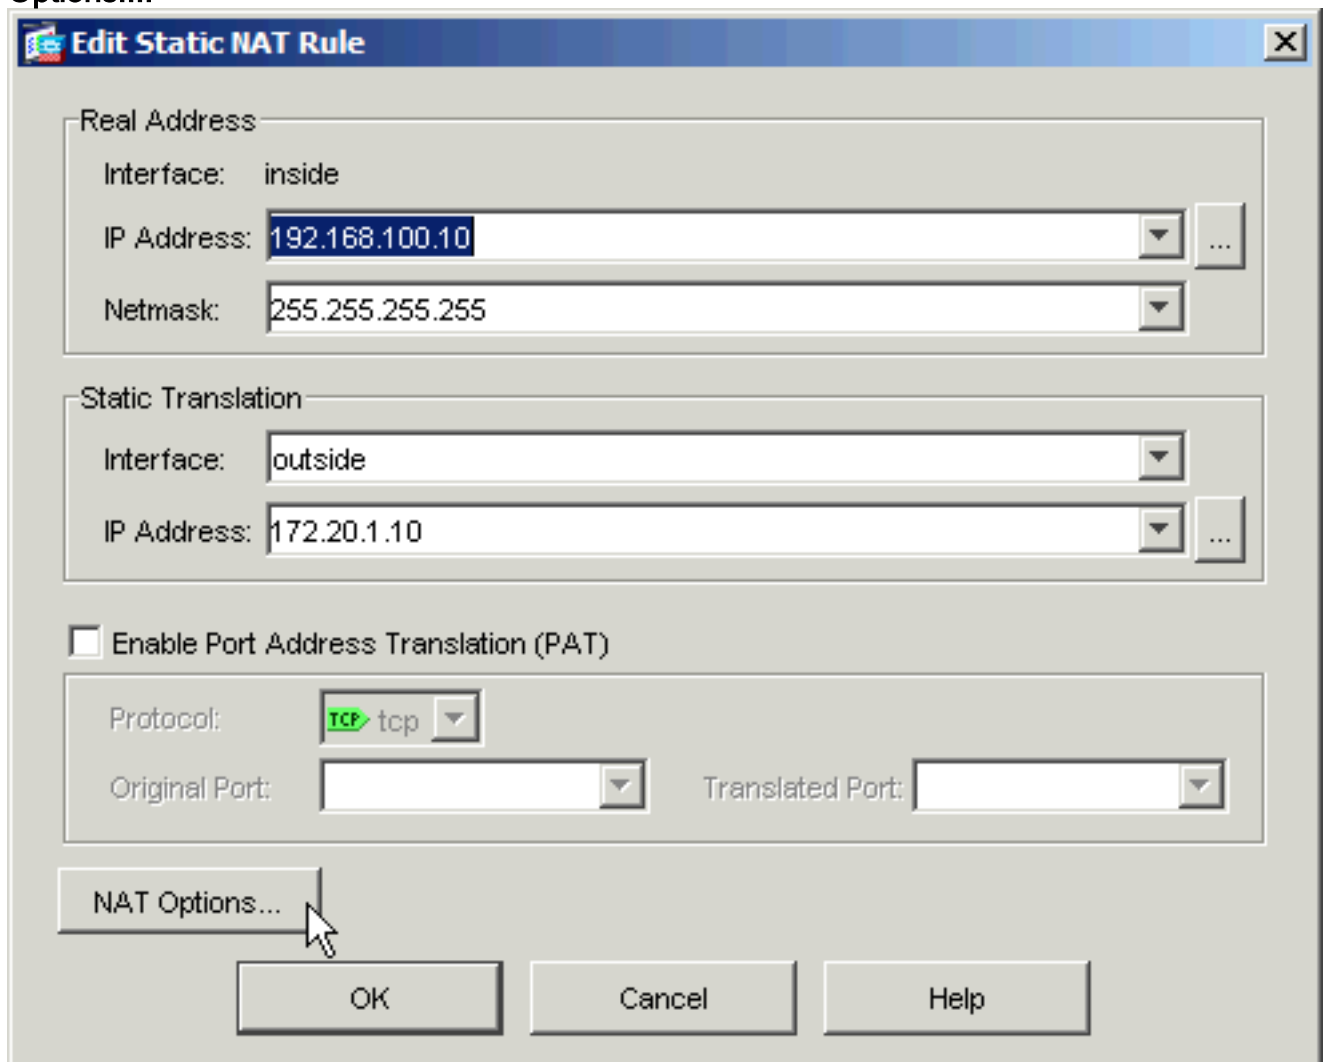 Options....
Edit Static NAT Rule
Real Address
Interface: inside
IP Address: 192.168.100.10 ...
Netmask: 255.255.255.255
Static Translation
Interface: outside
IP Address: 172.20.1.10 ...
Enable Port Address Translation (PAT)
Protocol: TCP tcp
Original Port: Translated Port:
NAT Options...
OK Cancel Help